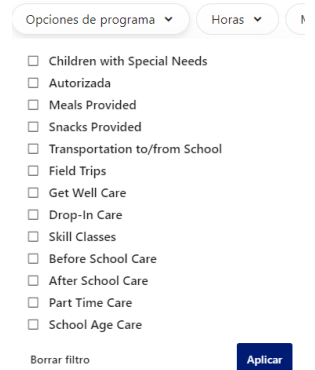 Opciones de programa Horas
Children with Special Needs
Autorizada
Meals Provided
Snacks Provided
Transportation to/from School
Field Trips
Get Well Care
Drop-In Care
Skill Classes
Before School Care
After School Care
Part Time Care
School Age Care
Borrar filtro Aplicar